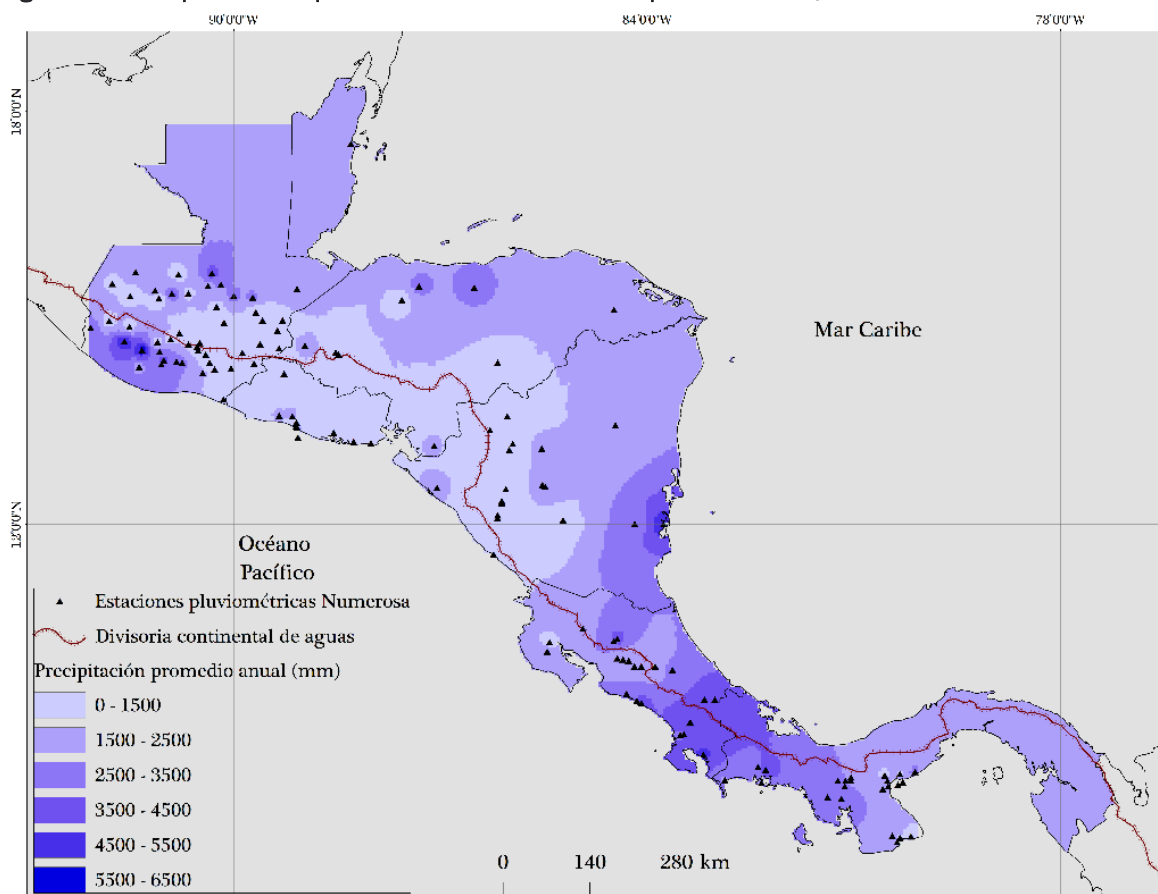 90°0'0"W 84°0'0"W 78°0'0"W
18°0'0"N
Mar Caribe
12°0'0"N
Océano
Pacífico
Estaciones pluviométricas Numerosa
Divisoria continental de aguas
Precipitación promedio anual (mm)
0 - 1500
1500 - 2500
2500 - 3500
3500 - 4500
4500 - 5500
5500 - 6500
0 140 280 km